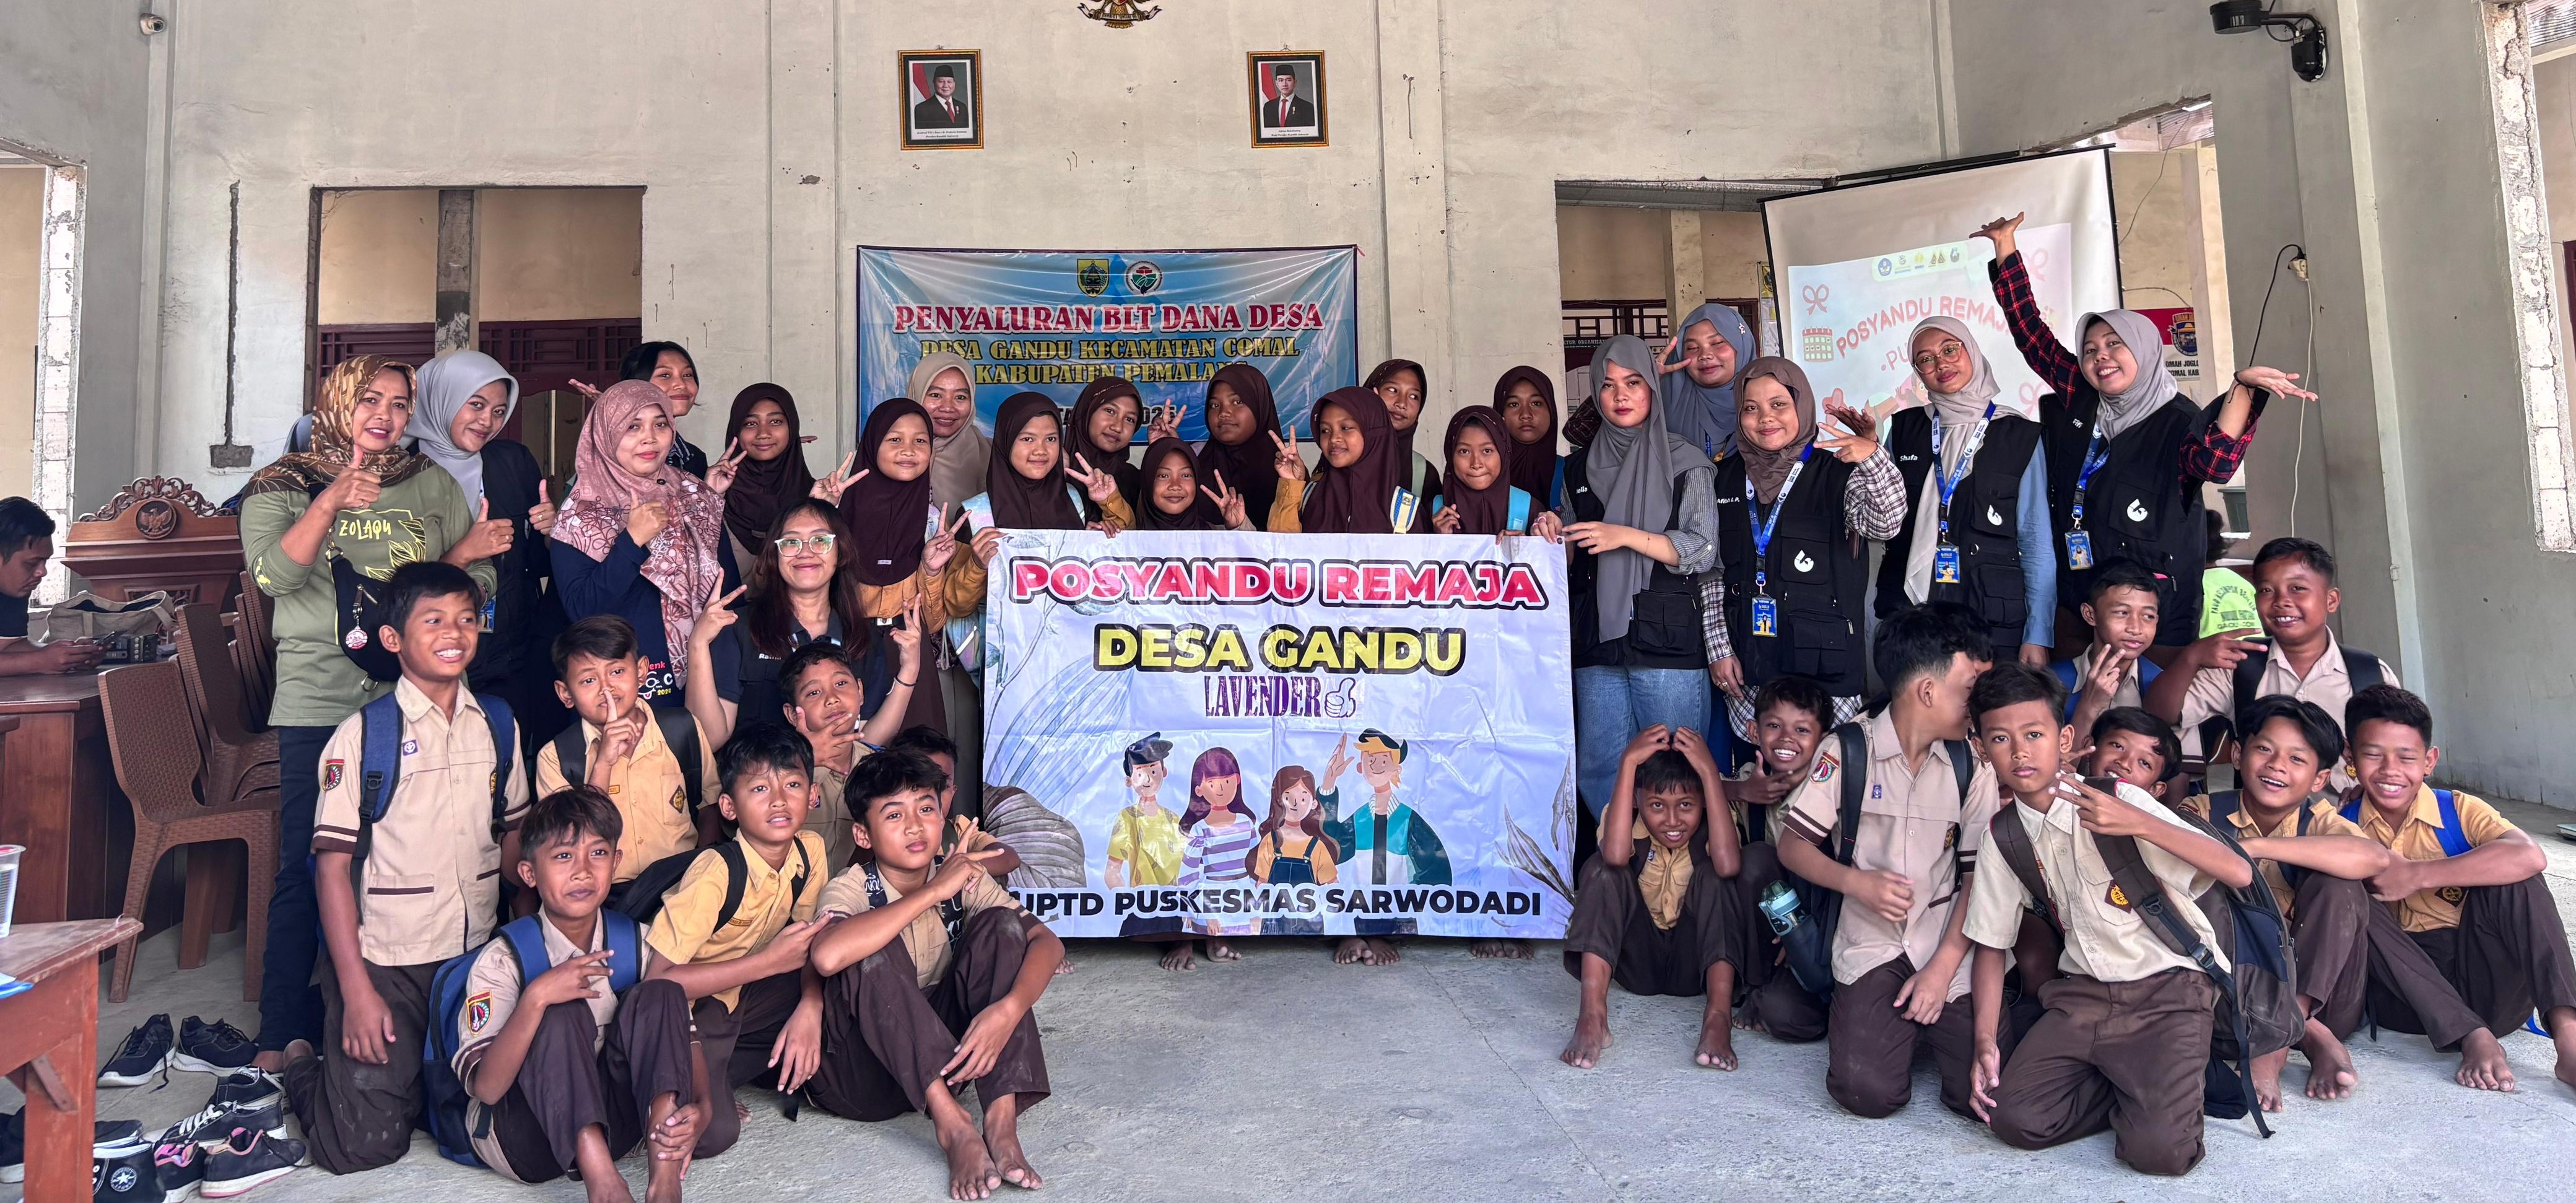 PENYALURAN BLT DANA DESA
DESA GANDU KECAMATAN COMAL
KABUPATEN PEMALANG
POSYANDU REMAJA
ZOLAQU
Shafa
POSYANDU REMAJA
DESA GANDU
LAVENDER
UPTD PUSKESMAS SARWODADI